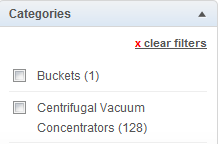 Categories
x clear filters
Buckets (1)
Centrifugal Vacuum
Concentrators (128)